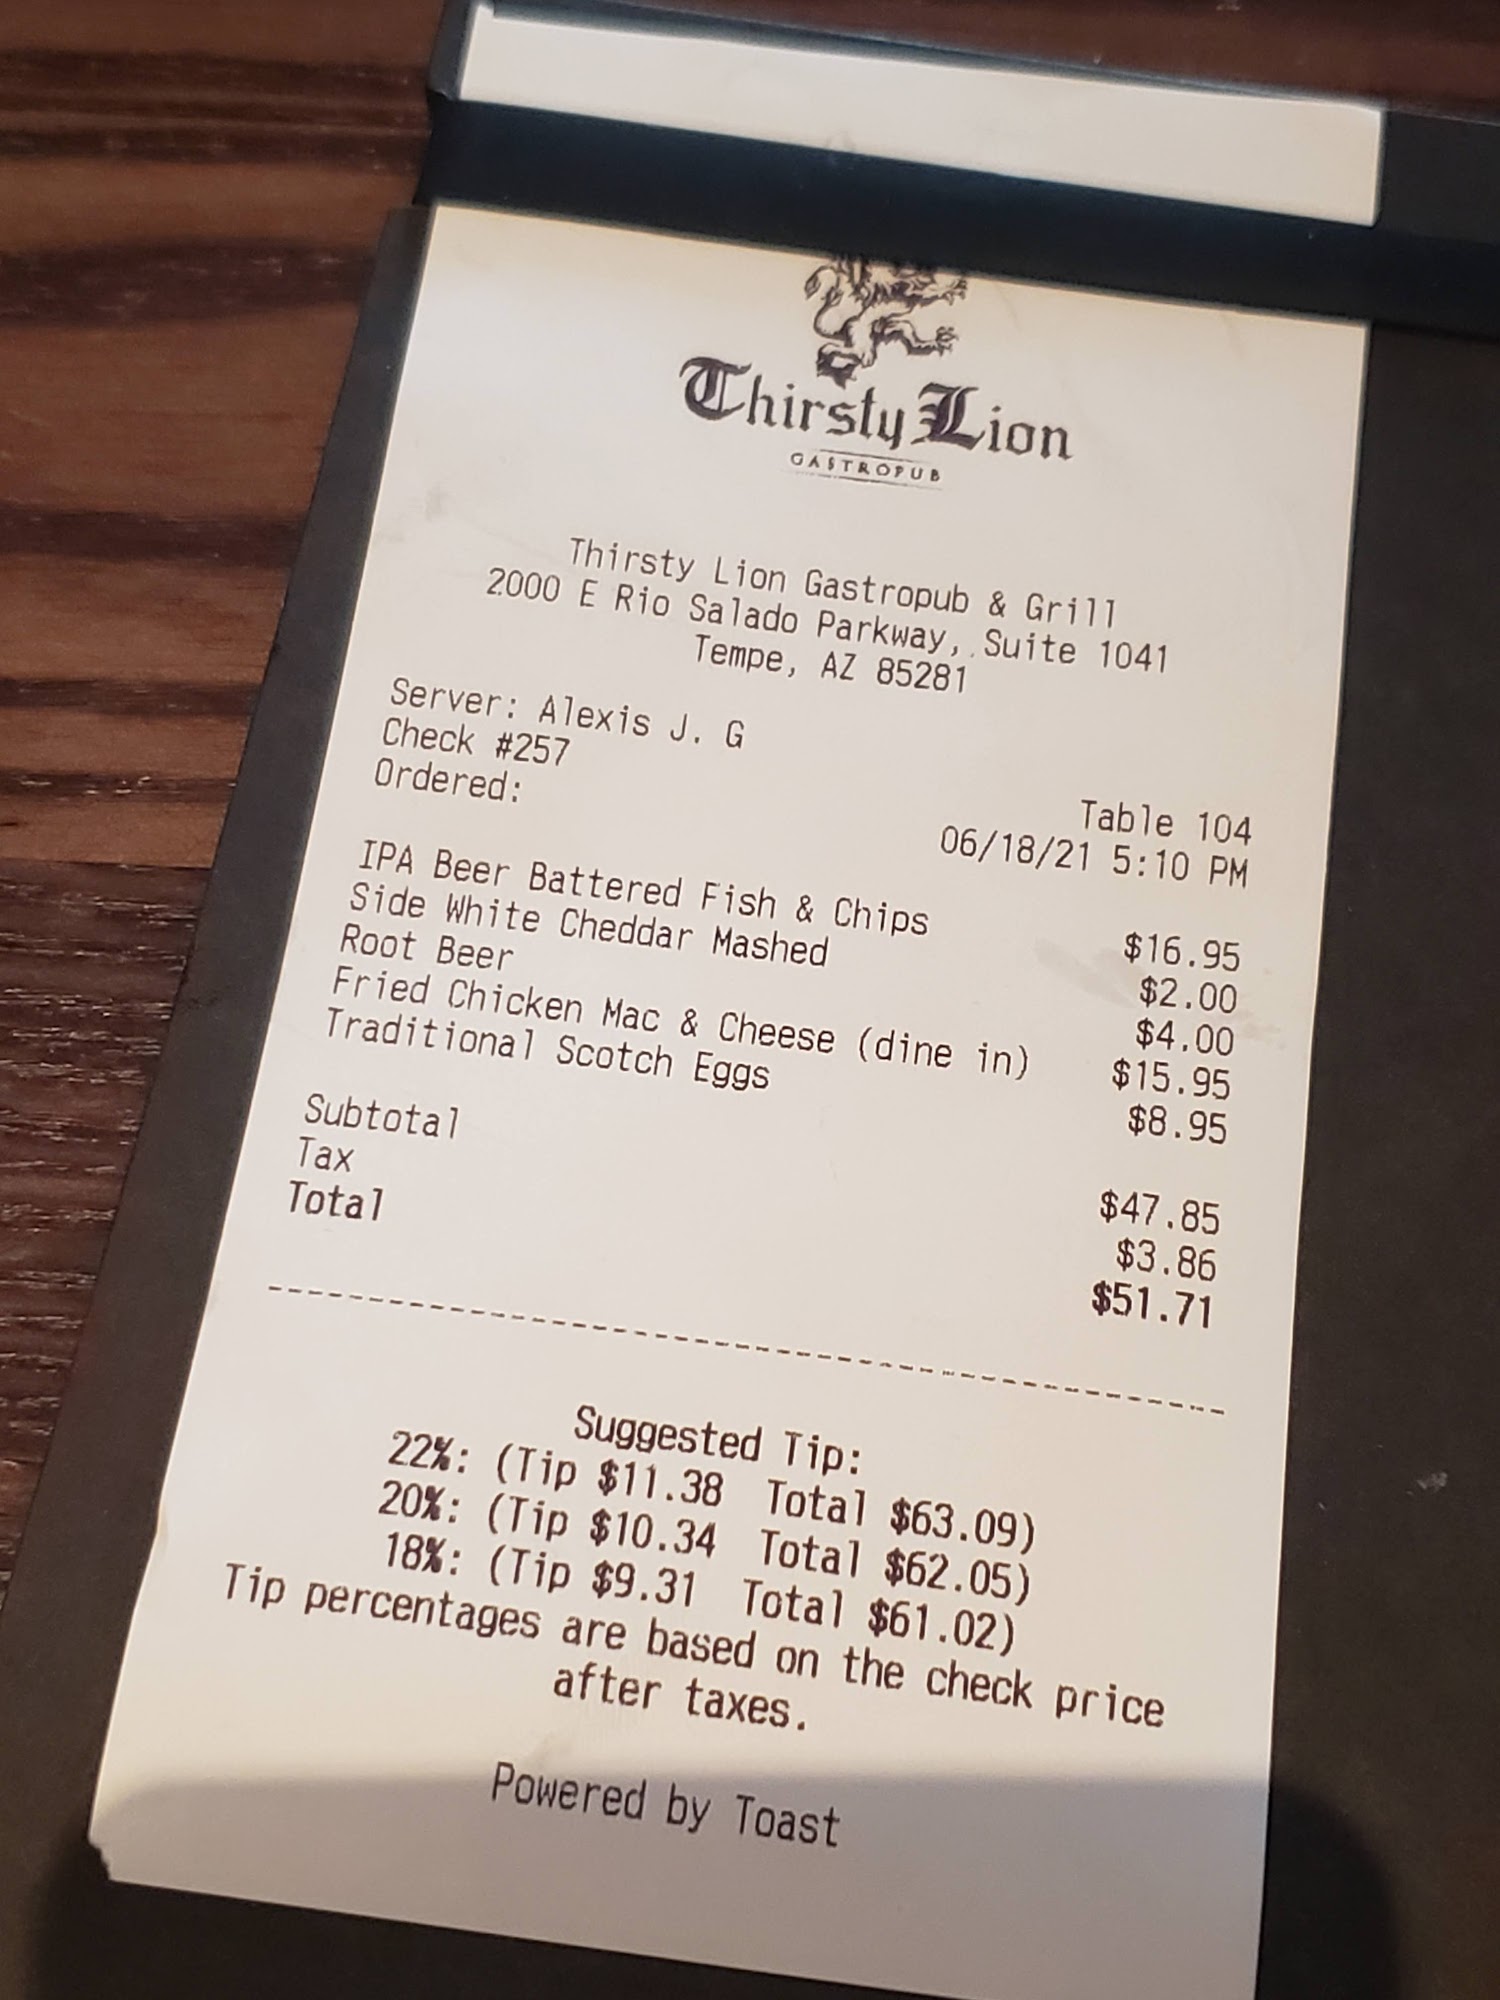 Thirsty Lion
GASTROPUB
Thirsty Lion Gastropub & Grill
2000 E Rio Salado Parkway, Suite 1041
Tempe, AZ 85281
Server: Alexis J. G
Check #257 Table 104
Ordered: 06/18/21 5:10 PM
IPA Beer Battered Fish & Chips $16.95
Side White Cheddar Mashed $2.00
Root Beer $4.00
Fried Chicken Mac & Cheese (dine in) $15.95
Traditional Scotch Eggs $8.95
Subtotal $47.85
Tax $3.86
Total $51.71
Suggested Tip:
22%: (Tip $11.38 Total $63.09)
20%: (Tip $10.34 Total $62.05)
18%: (Tip $9.31 Total $61.02)
Tip percentages are based on the check price
after taxes.
Powered by Toast